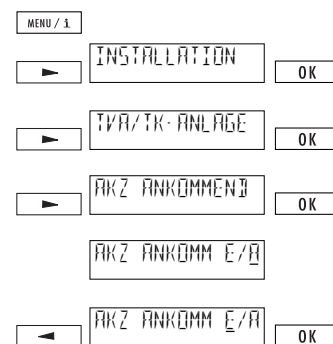 MENU / i
INSTALLATION
OK
TVA/TK-ANLAGE
OK
AKZ ANKOMMEND
OK
AKZ ANKOMM E/A
AKZ ANKOMM E/A
OK